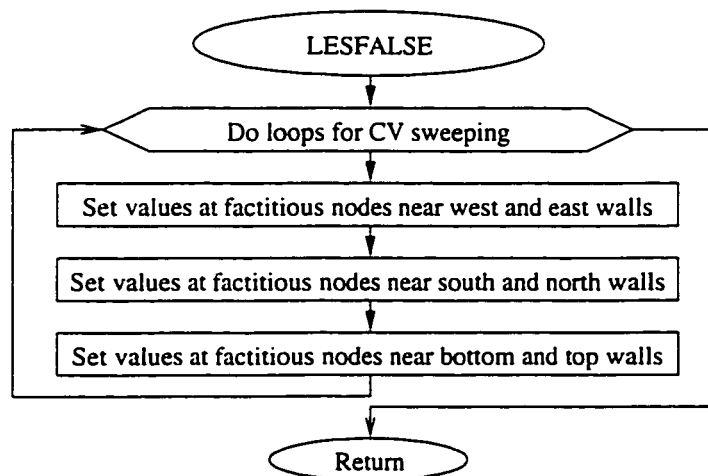 LESFALSE
Do loops for CV sweeping
Set values at factitious nodes near west and east walls
Set values at factitious nodes near south and north walls
Set values at factitious nodes near bottom and top walls
Return